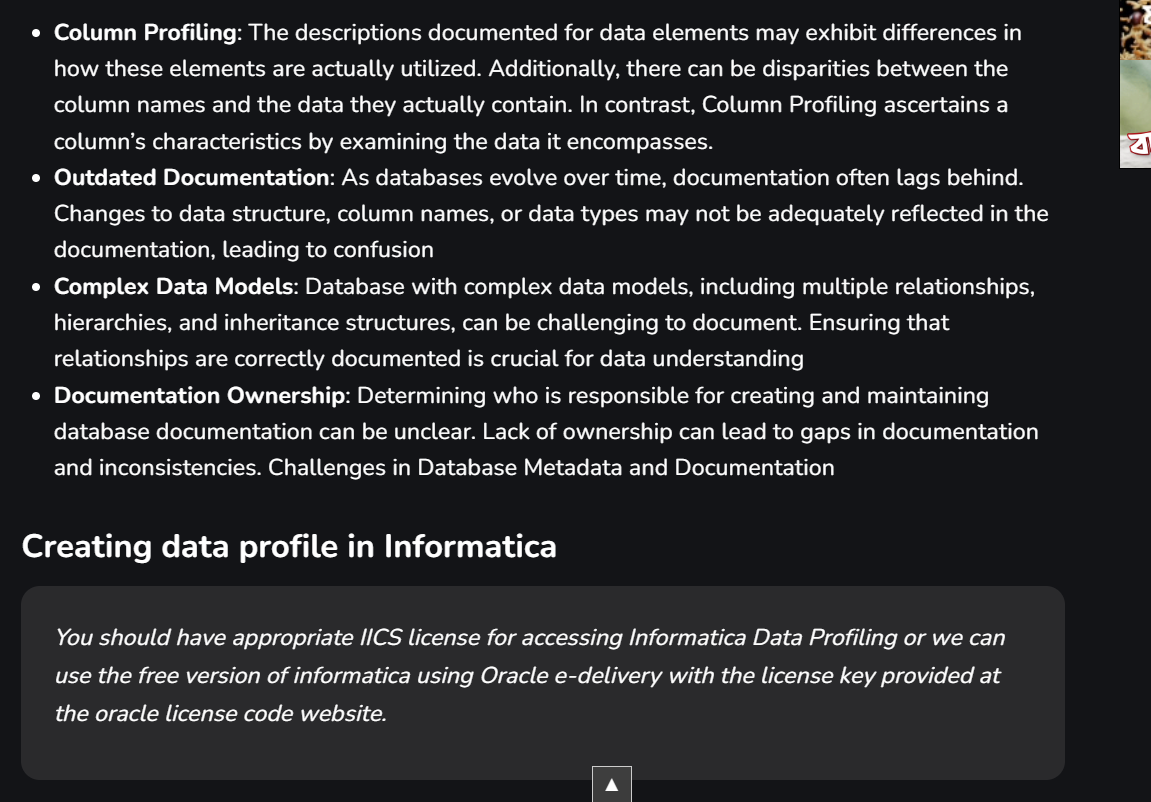 • Column Profiling: The descriptions documented for data elements may exhibit differences in
how these elements are actually utilized. Additionally, there can be disparities between the
column names and the data they actually contain. In contrast, Column Profiling ascertains a
column’s characteristics by examining the data it encompasses.
• Outdated Documentation: As databases evolve over time, documentation often lags behind.
Changes to data structure, column names, or data types may not be adequately reflected in the
documentation, leading to confusion
• Complex Data Models: Database with complex data models, including multiple relationships,
hierarchies, and inheritance structures, can be challenging to document. Ensuring that
relationships are correctly documented is crucial for data understanding
• Documentation Ownership: Determining who is responsible for creating and maintaining
database documentation can be unclear. Lack of ownership can lead to gaps in documentation
and inconsistencies. Challenges in Database Metadata and Documentation
Creating data profile in Informatica
You should have appropriate IICS license for accessing Informatica Data Profiling or we can
use the free version of informatica using Oracle e-delivery with the license key provided at
the oracle license code website.